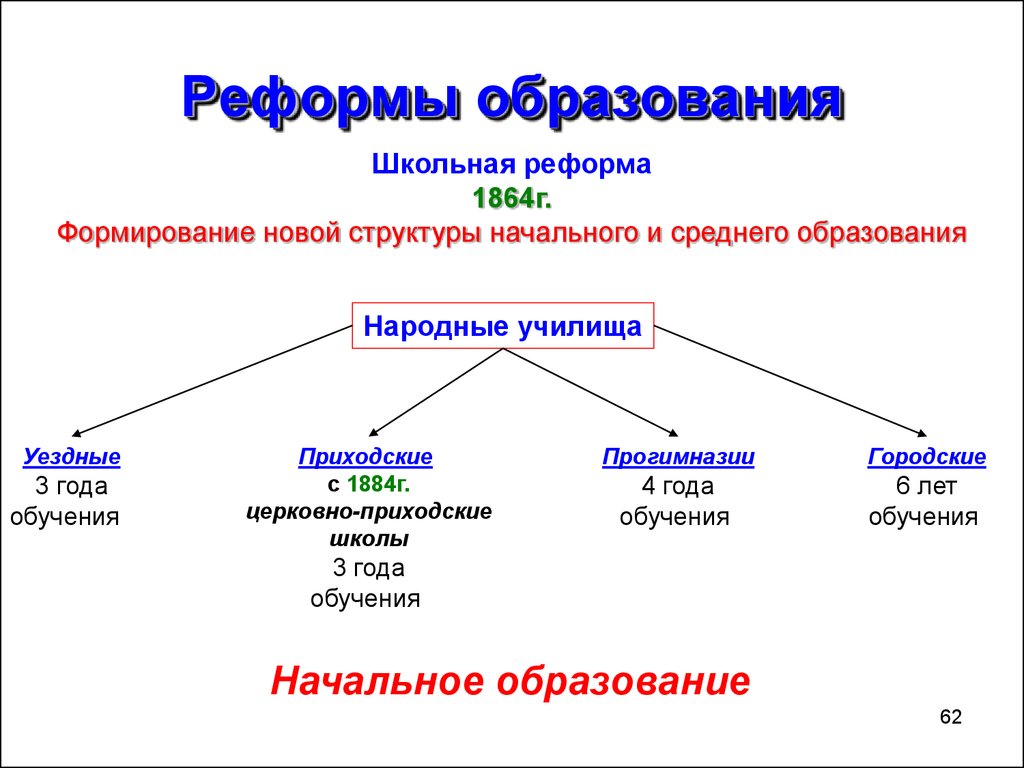 Реформы образования
Школьная реформа
1864г.
Формирование новой структуры начального и среднего образования
Народные училища
Уездные
3 года
обучения
Приходские
с 1884г.
церковно-приходские
школы
3 года
обучения
Прогимназии
4 года
обучения
Городские
6 лет
обучения
Начальное образование
62